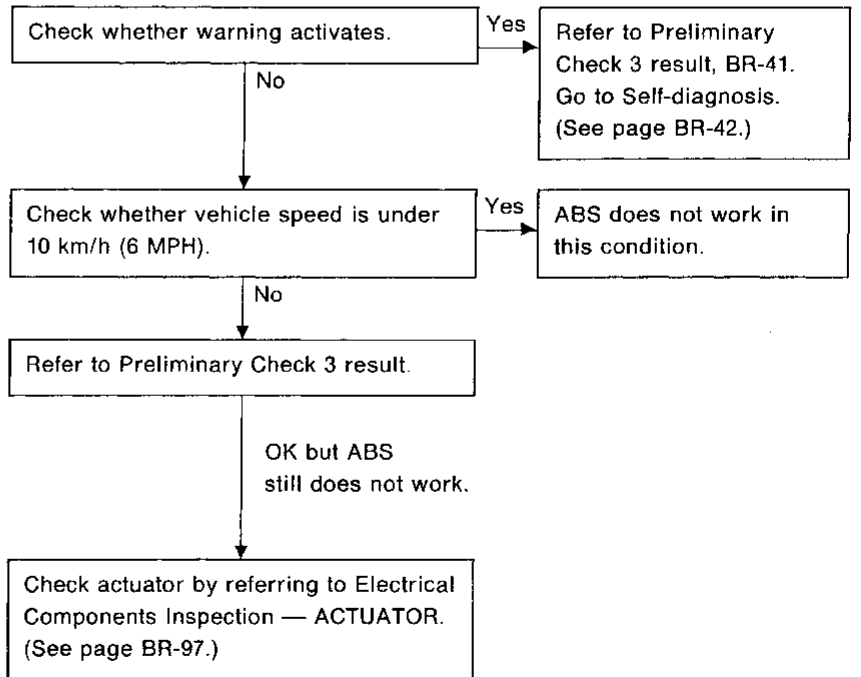 Check whether warning activates.
Yes
Refer to Preliminary
Check 3 result, BR-41.
Go to Self-diagnosis.
(See page BR-42.)
No
Check whether vehicle speed is under
10 km/h (6 MPH).
Yes
ABS does not work in
this condition.
No
Refer to Preliminary Check 3 result.
OK but ABS
still does not work.
Check actuator by referring to Electrical
Components Inspection — ACTUATOR.
(See page BR-97.)